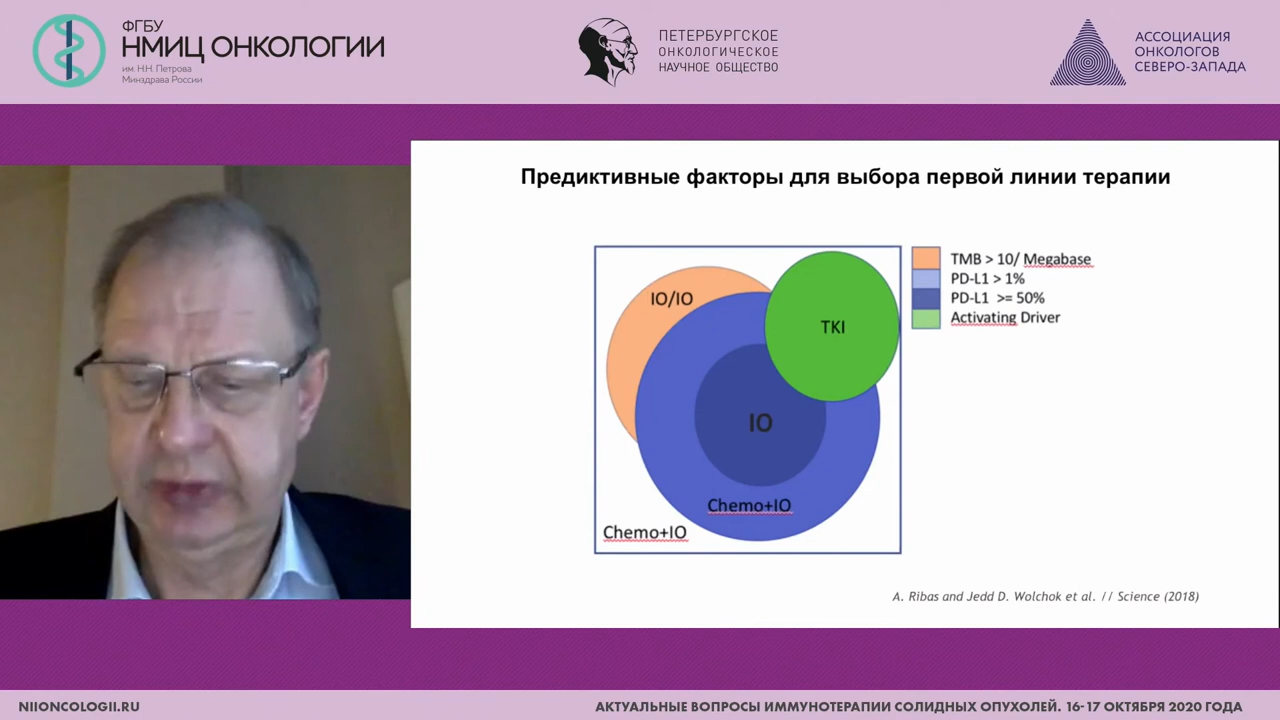 ФГБУ
НМИЦ ОНКОЛОГИИ
им. Н.Н. Петрова
Минздрава России
ПЕТЕРБУРГСКОЕ
ОНКОЛОГИЧЕСКОЕ
НАУЧНОЕ ОБЩЕСТВО
АССОЦИАЦИЯ
ОНКОЛОГОВ
СЕВЕРО-ЗАПАДА
Предиктивные факторы для выбора первой линии терапии
TMB > 10/ Megabase
PD-L1 > 1%
PD-L1 >= 50%
Activating Driver
IO/IO
TKI
IO
Chemo+IO
Chemo+IO
A. Ribas and Jedd D. Wolchok et al. // Science (2018)
NIIONCOLOGII.RU
АКТУАЛЬНЫЕ ВОПРОСЫ ИММУНОТЕРАПИИ СОЛИДНЫХ ОПУХОЛЕЙ. 16-17 ОКТЯБРЯ 2020 ГОДА